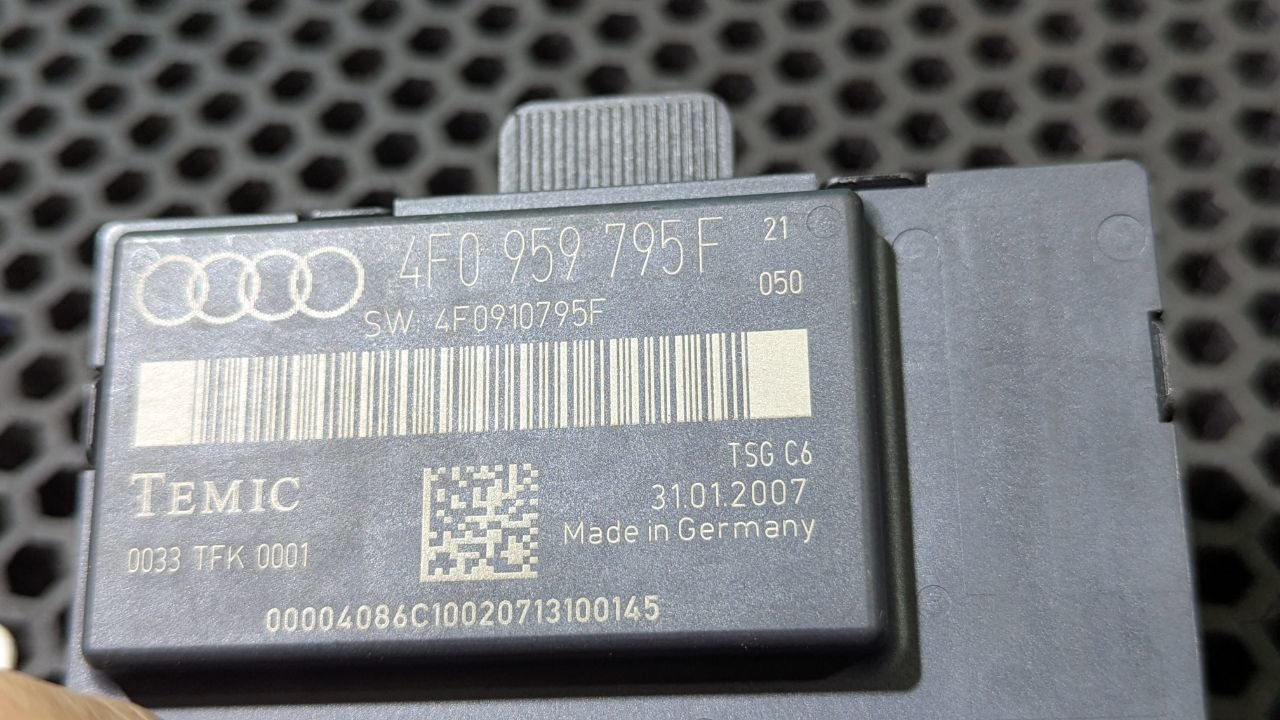 4F0 959 795F 21
050
SW: 4F0910795F
TSG C6
TEMIC
31.01.2007
Made in Germany
0033 TFK 0001
00004086C10020713100145